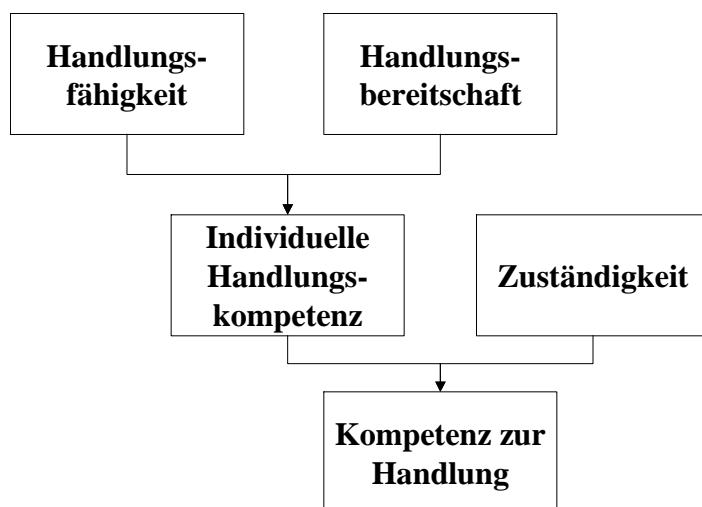 Handlungs-
fähigkeit
Handlungs-
bereitschaft
Individuelle
Handlungs-
kompetenz
Zuständigkeit
Kompetenz zur
Handlung